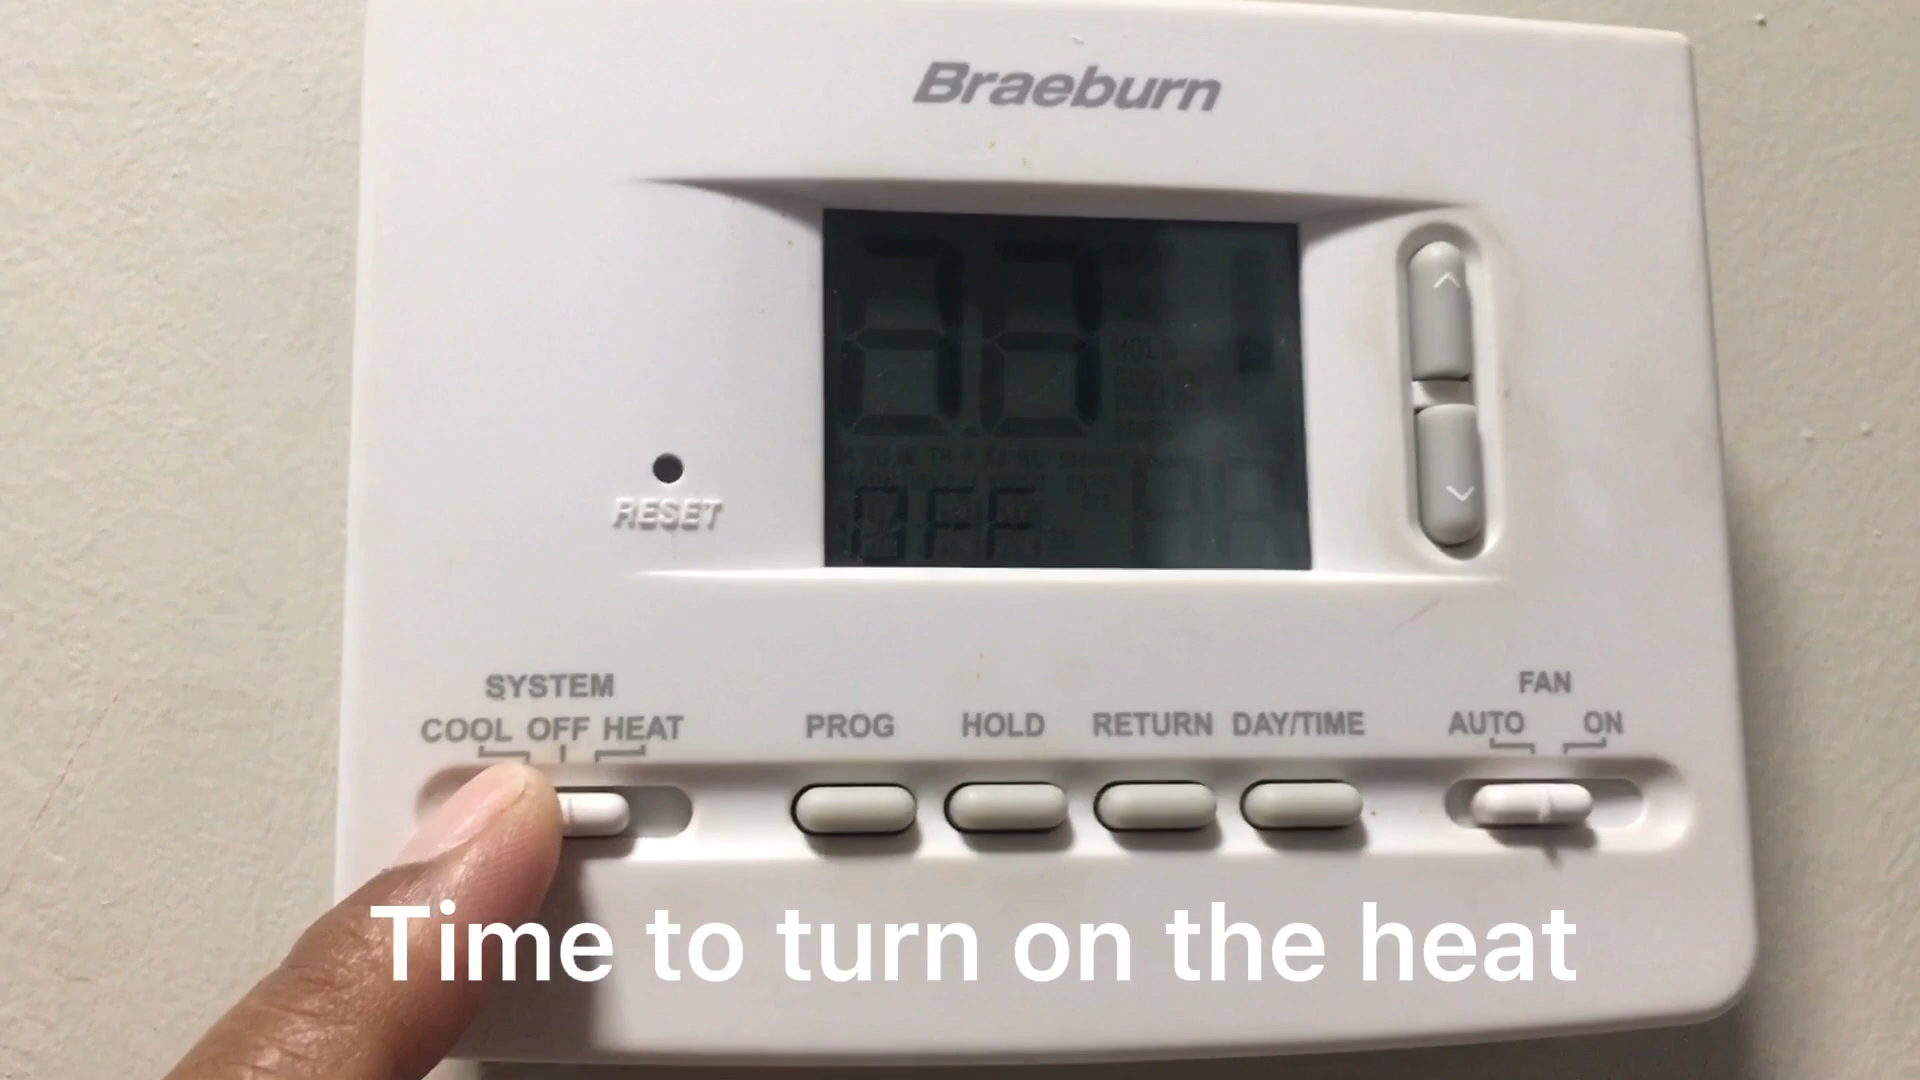 Braeburn
RESET
OFF
SYSTEM
COOL OFF HEAT
PROG
HOLD
RETURN
DAY/TIME
FAN
AUTO ON
Time to turn on the heat